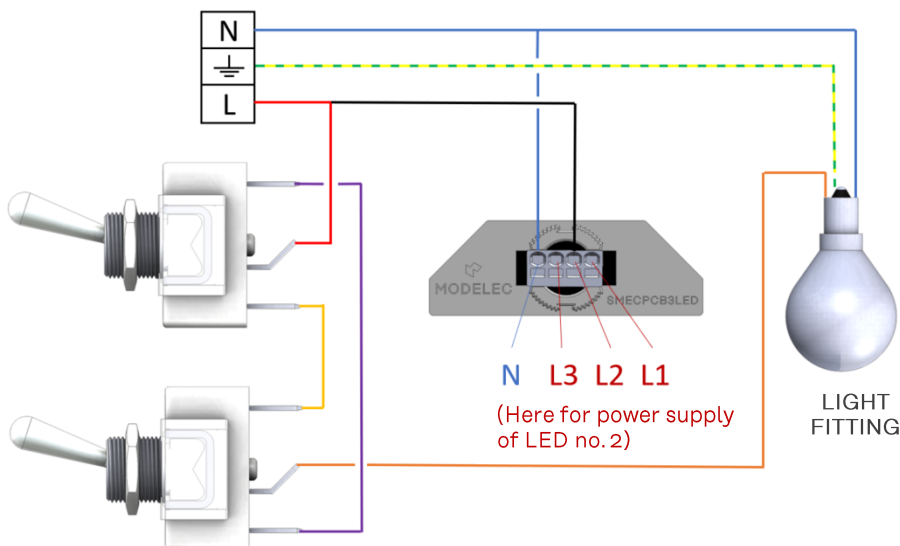 N
L
MODELEC
SMECPCB3LED
N L3 L2 L1
(Here for power supply
of LED no. 2)
LIGHT
FITTING